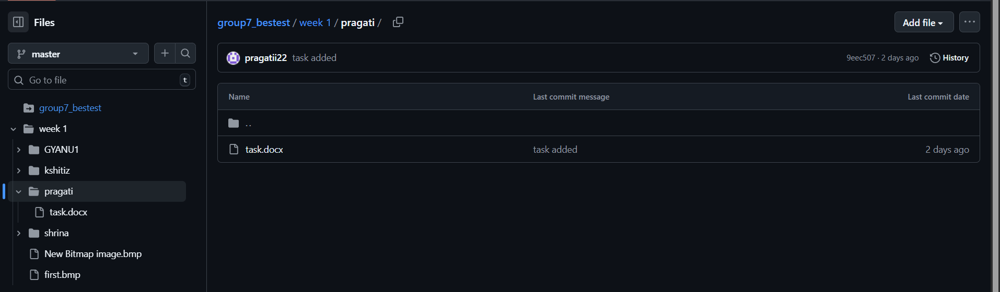 Files
master
Go to file
t
group7_bestest
week 1
GYANU1
kshitiz
pragati
task.docx
shrina
New Bitmap image.bmp
first.bmp
group7_bestest / week 1 / pragati /
Add file
pragatii22 task added
9eec507 · 2 days ago
History
Name Last commit message Last commit date
..
task.docx task added 2 days ago